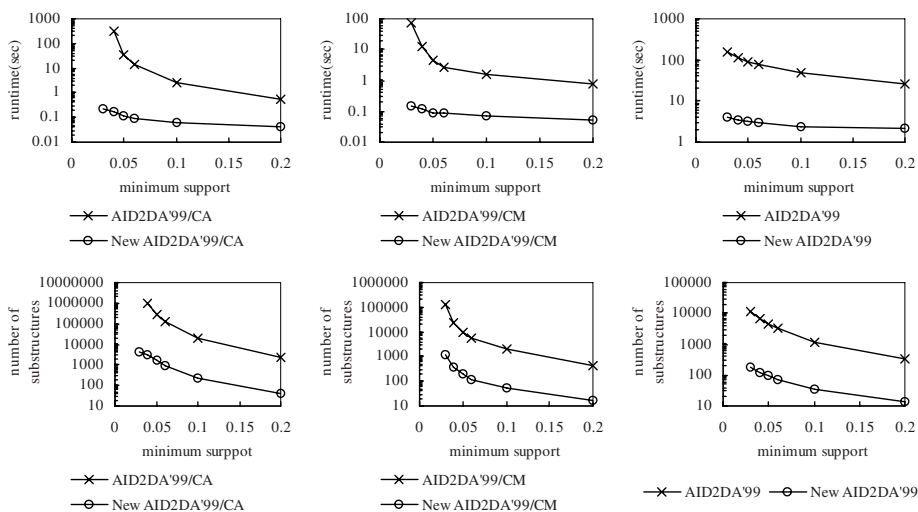 runtime(sec)
1000
100
10
1
0.1
0.01
0 0.05 0.1 0.15 0.2
minimum support
AID2DA'99/CA
New AID2DA'99/CA
runtime(sec)
100
10
1
0.1
0.01
0 0.05 0.1 0.15 0.2
minimum support
AID2DA'99/CM
New AID2DA'99/CM
runtime(sec)
1000
100
10
1
0 0.05 0.1 0.15 0.2
minimum support
AID2DA'99
New AID2DA'99
number of
substructures
10000000
1000000
100000
10000
1000
100
10
0 0.05 0.1 0.15 0.2
minimum surppot
AID2DA'99/CA
New AID2DA'99/CA
number of
substructures
1000000
100000
10000
1000
100
10
0 0.05 0.1 0.15 0.2
minimum support
AID2DA'99/CM
New AID2DA'99/CM
number of
substructures
100000
10000
1000
100
10
0 0.05 0.1 0.15 0.2
minimum support
AID2DA'99 New AID2DA'99